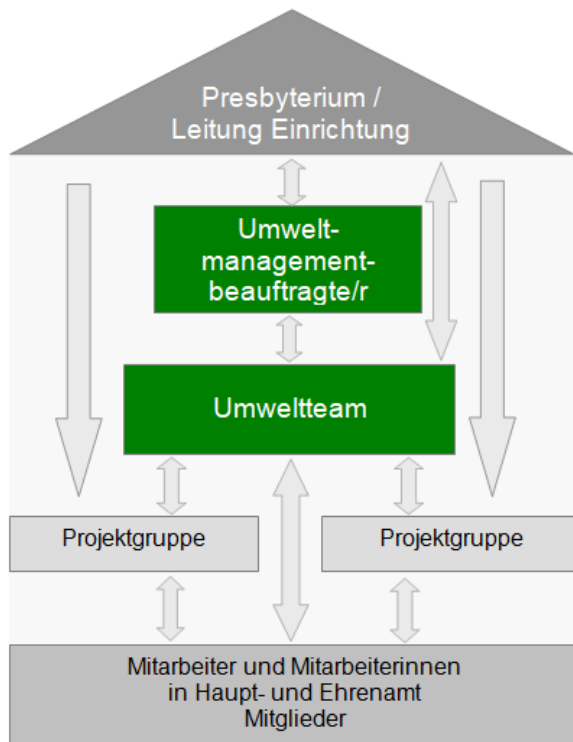 Presbyterium /
Leitung Einrichtung
Umwelt-
management-
beauftragte/r
Umweltteam
Projektgruppe
Projektgruppe
Mitarbeiter und Mitarbeiterinnen
in Haupt- und Ehrenamt
Mitglieder